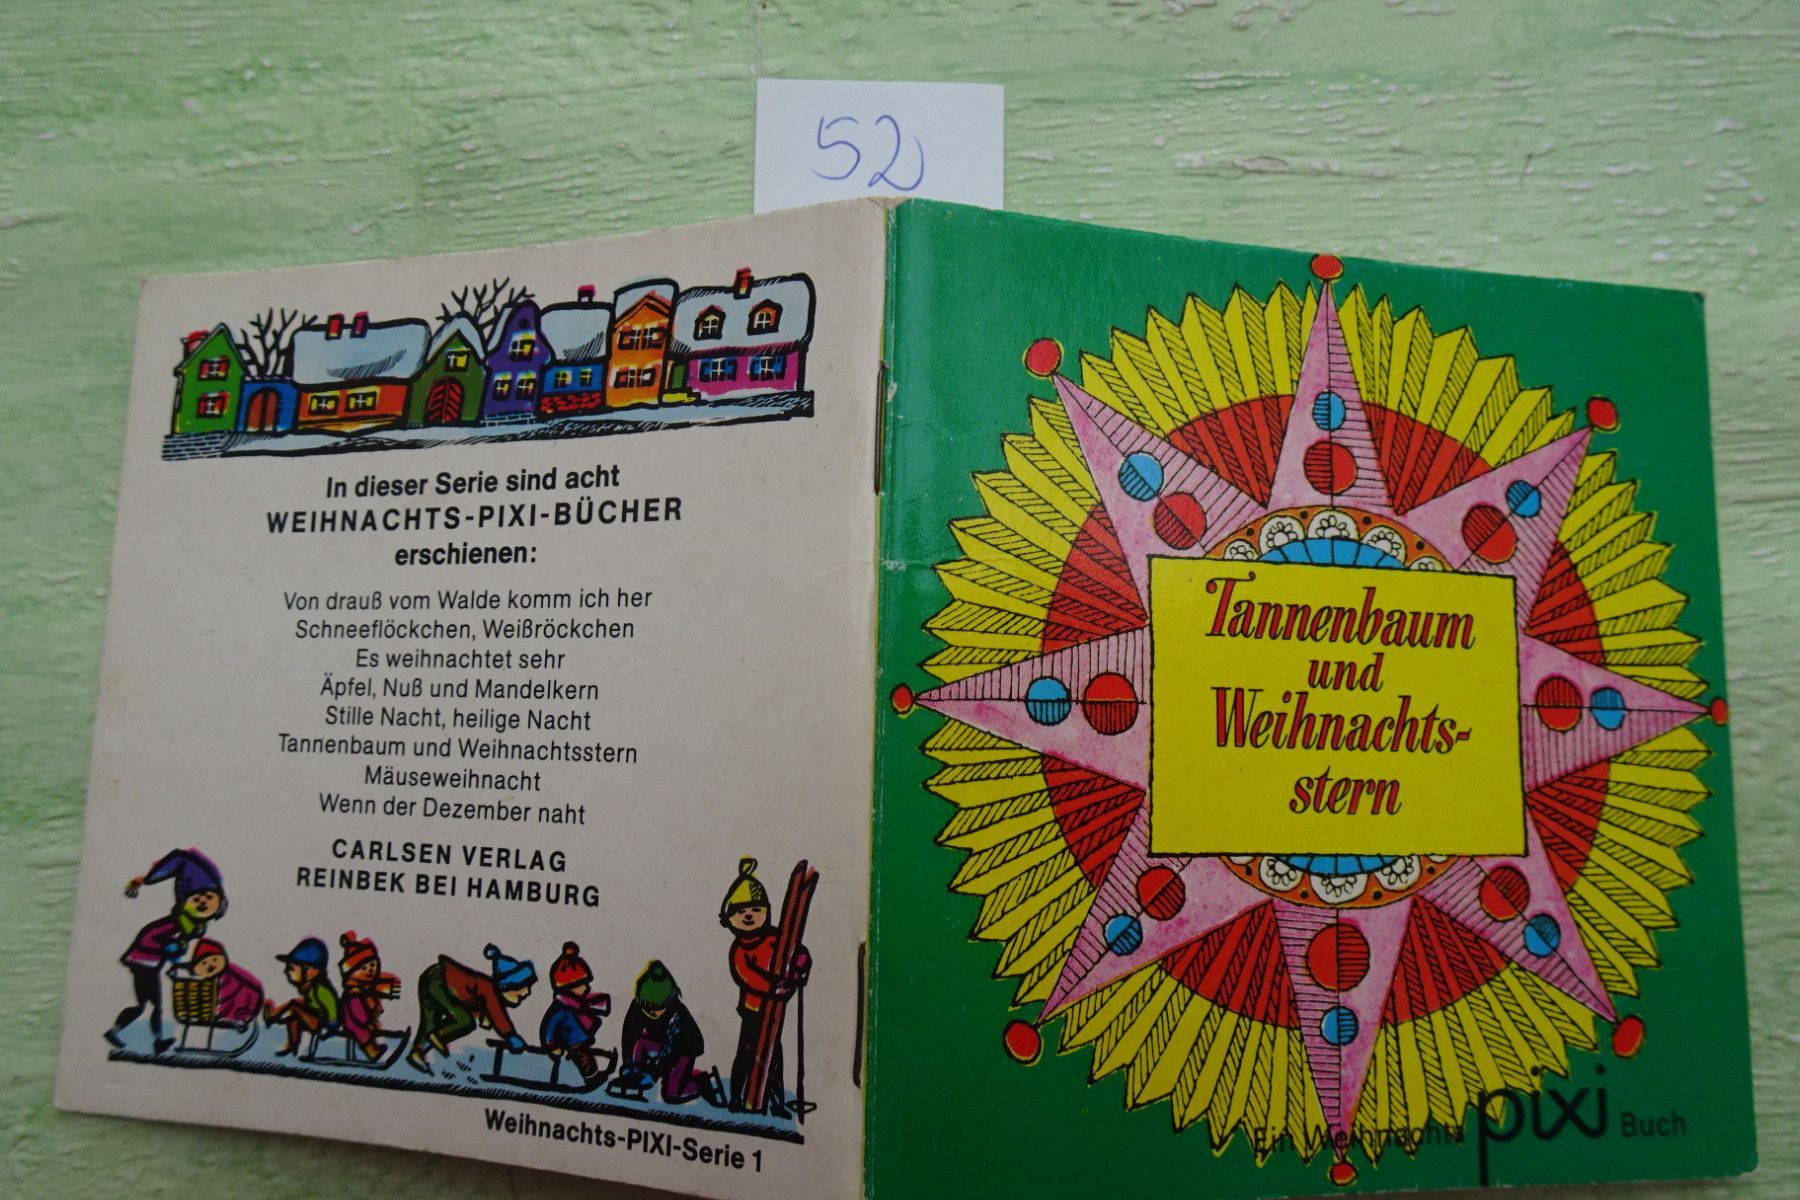 52
In dieser Serie sind acht
WEIHNACHTS-PIXI-BÜCHER
erschienen:
Von drauß vom Walde komm ich her
Schneeflöckchen, Weißröckchen
Es weihnachtet sehr
Äpfel, Nuß und Mandelkern
Stille Nacht, heilige Nacht
Tannenbaum und Weihnachtsstern
Mäuseweihnacht
Wenn der Dezember naht
CARLSEN VERLAG
REINBEK BEI HAMBURG
Weihnachts-PIXI-Serie 1
Tannenbaum
und
Weihnachts-
stern
Ein Weihnachts pixi Buch